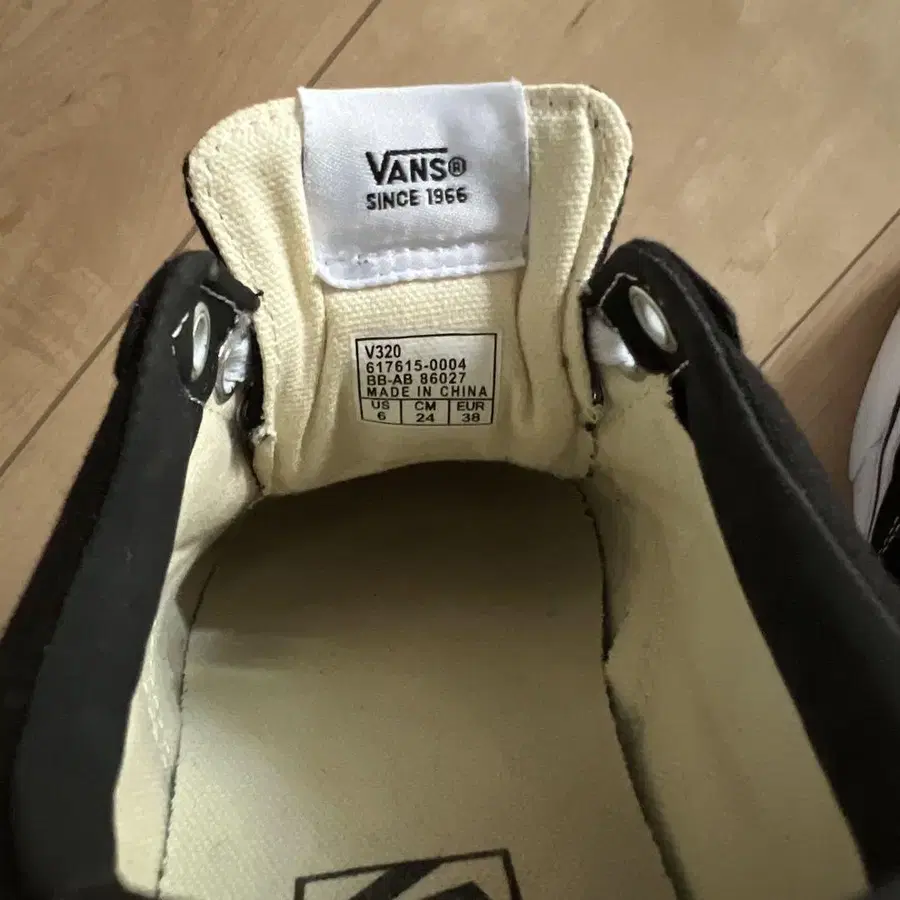 VANS®
SINCE 1966
V320
617615-0004
BB-AB 86027
MADE IN CHINA
US CM EUR
6 24 38